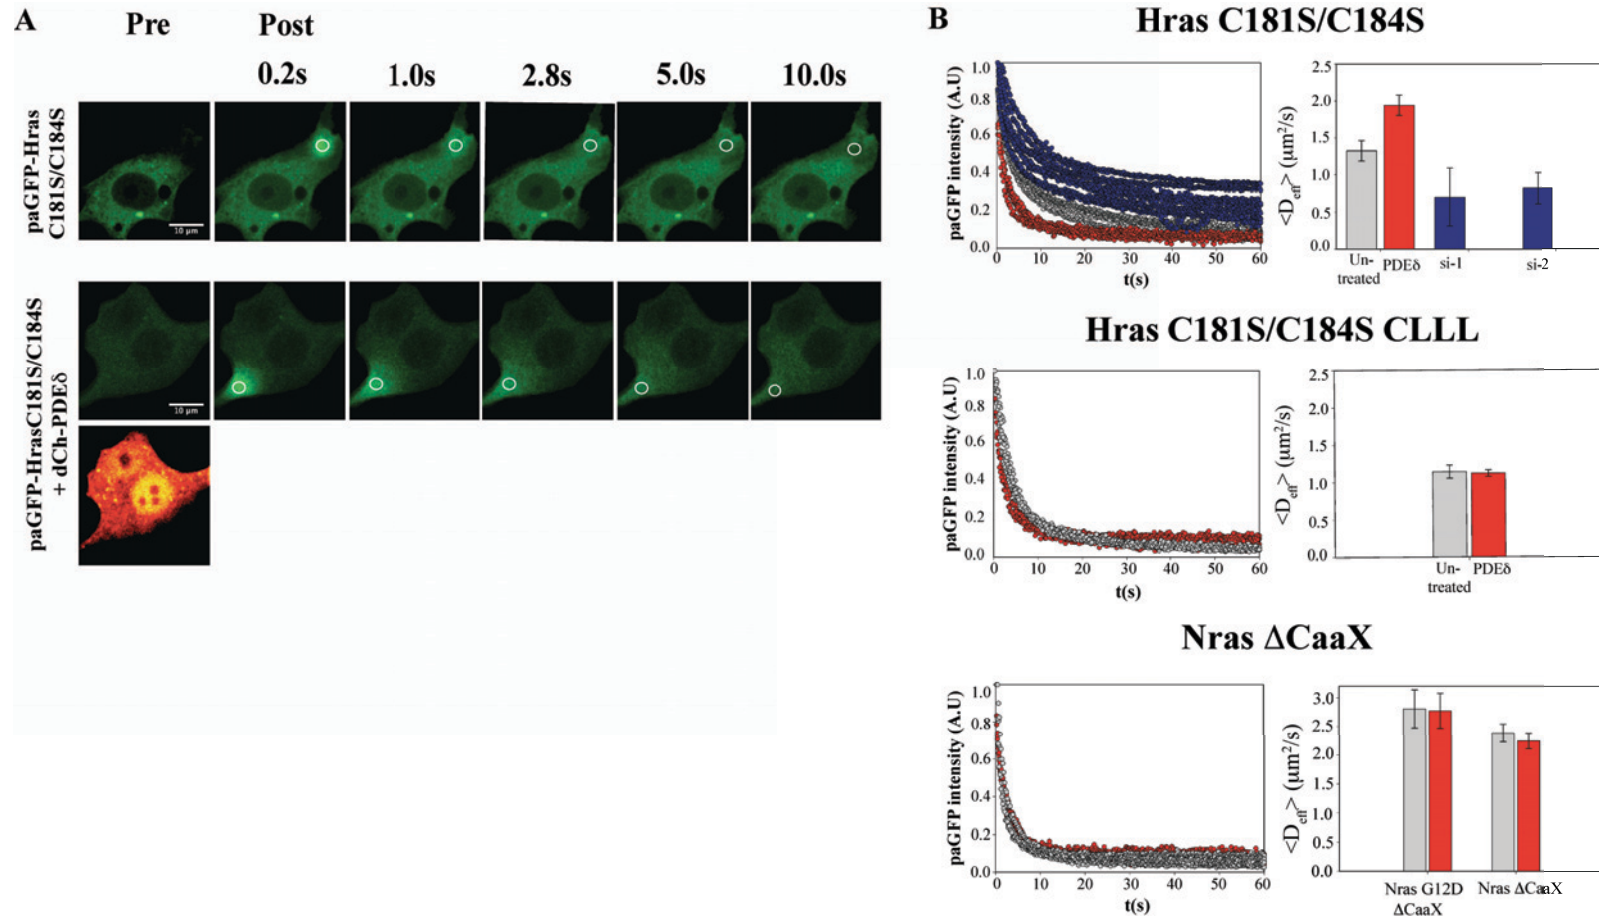 A
Pre
Post
0.2s
1.0s
2.8s
5.0s
10.0s
paGFP-Hras
C181S/C184S
10 µm
paGFP-HrasC181S/C184S
+ dCh-PDEδ
10 µm
B
Hras C181S/C184S
paGFP intensity (A.U)
1.0
0.8
0.6
0.4
0.2
0.0
0
10
20
30
40
50
60
t(s)
<D_eff> (µm²/s)
2.5
2.0
1.5
1.0
0.5
0.0
Un-
treated
PDEδ
si-1
si-2
Hras C181S/C184S CLLL
paGFP intensity (A.U)
1.0
0.8
0.6
0.4
0.2
0.0
0
10
20
30
40
50
60
t(s)
<D_eff> (µm²/s)
2.5
2.0
1.5
1.0
0.5
0.0
Un-
treated
PDEδ
Nras ΔCaaX
paGFP intensity (A.U)
1.0
0.8
0.6
0.4
0.2
0.0
0
10
20
30
40
50
60
t(s)
<D_eff> (µm²/s)
3.0
2.5
2.0
1.5
1.0
0.5
0.0
Nras G12D
ΔCaaX
Nras ΔCaaX